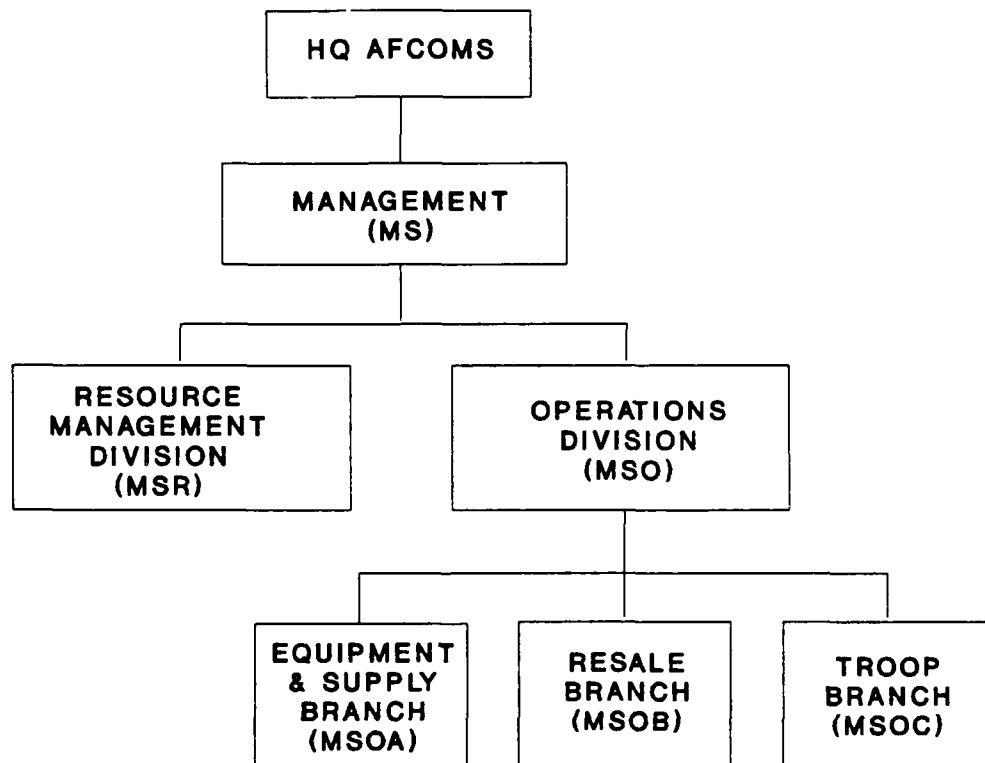 HQ AFCOMS
MANAGEMENT
(MS)
RESOURCE
MANAGEMENT
DIVISION
(MSR)
OPERATIONS
DIVISION
(MSO)
EQUIPMENT
& SUPPLY
BRANCH
(MSOA)
RESALE
BRANCH
(MSOB)
TROOP
BRANCH
(MSOC)